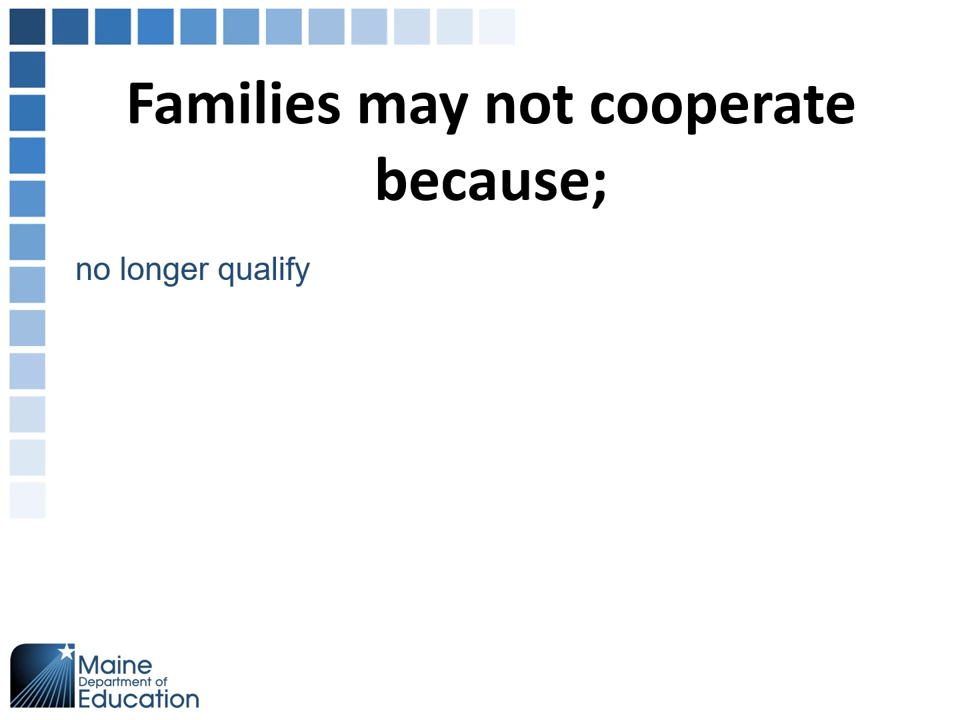 Families may not cooperate
because;
no longer qualify
Maine
Department of
Education